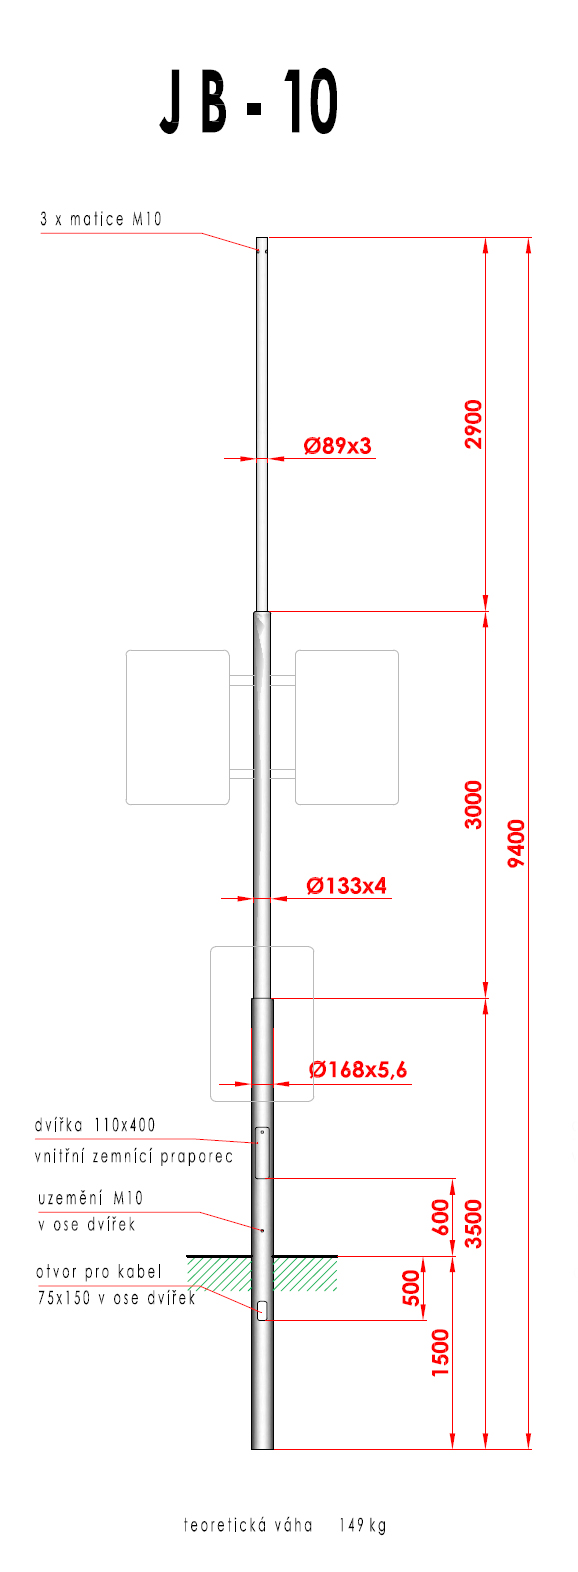 JB - 10
3 x matice M10
2900
Ø89x3
3000
9400
Ø133x4
Ø168x5,6
dvířka 110x400
vnitřní zemnící praporec
uzemění M10
v ose dvířek
600
3500
otvor pro kabel
75x150 v ose dvířek
500
1500
teoretická váha 149 kg